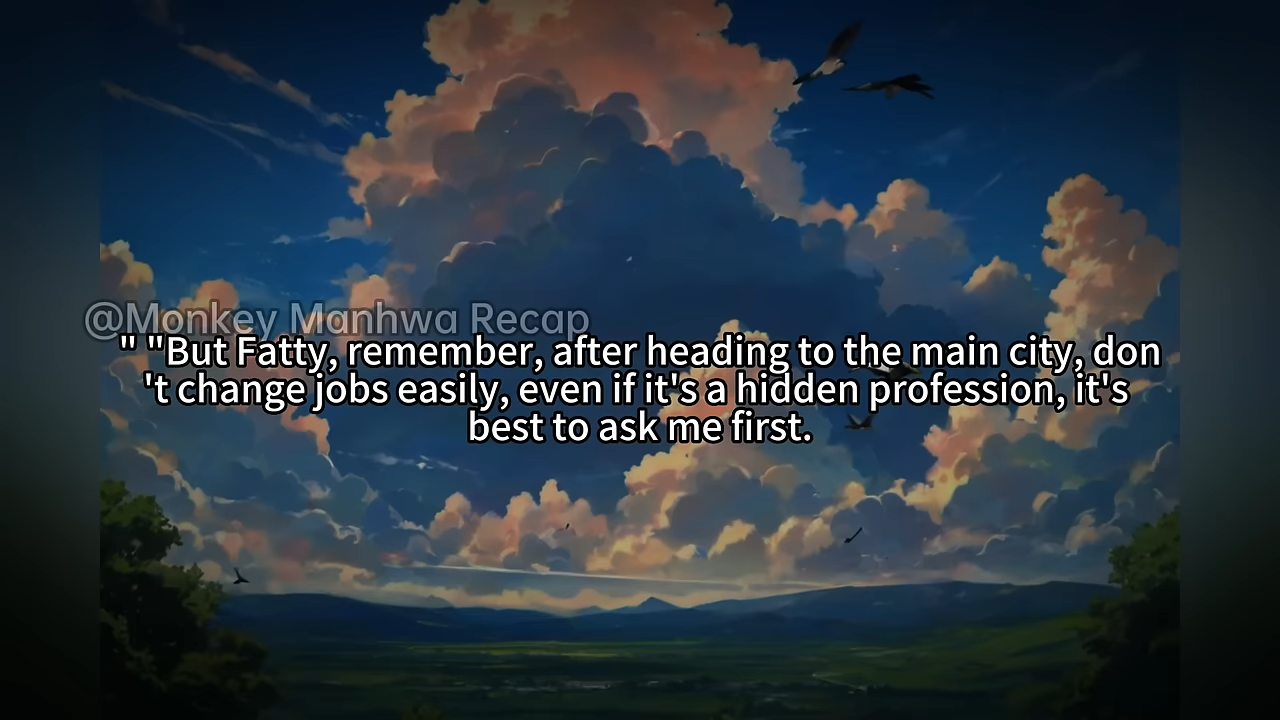 @Monkey Manhwa Recap
" "But Fatty, remember, after heading to the main city, don
't change jobs easily, even if it's a hidden profession, it's
best to ask me first.